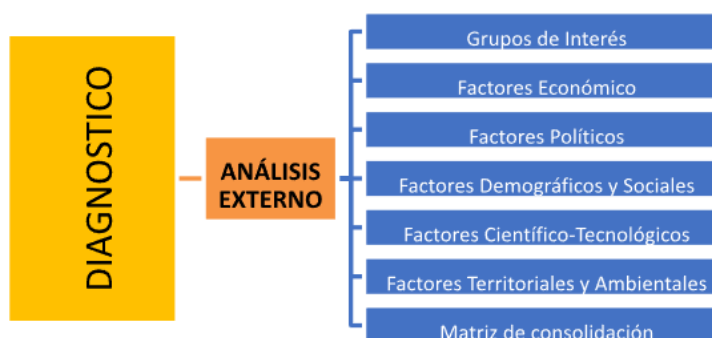 DIAGNOSTICO
ANÁLISIS
EXTERNO
Grupos de Interés
Factores Económico
Factores Políticos
Factores Demográficos y Sociales
Factores Científico-Tecnológicos
Factores Territoriales y Ambientales
Matriz de consolidación